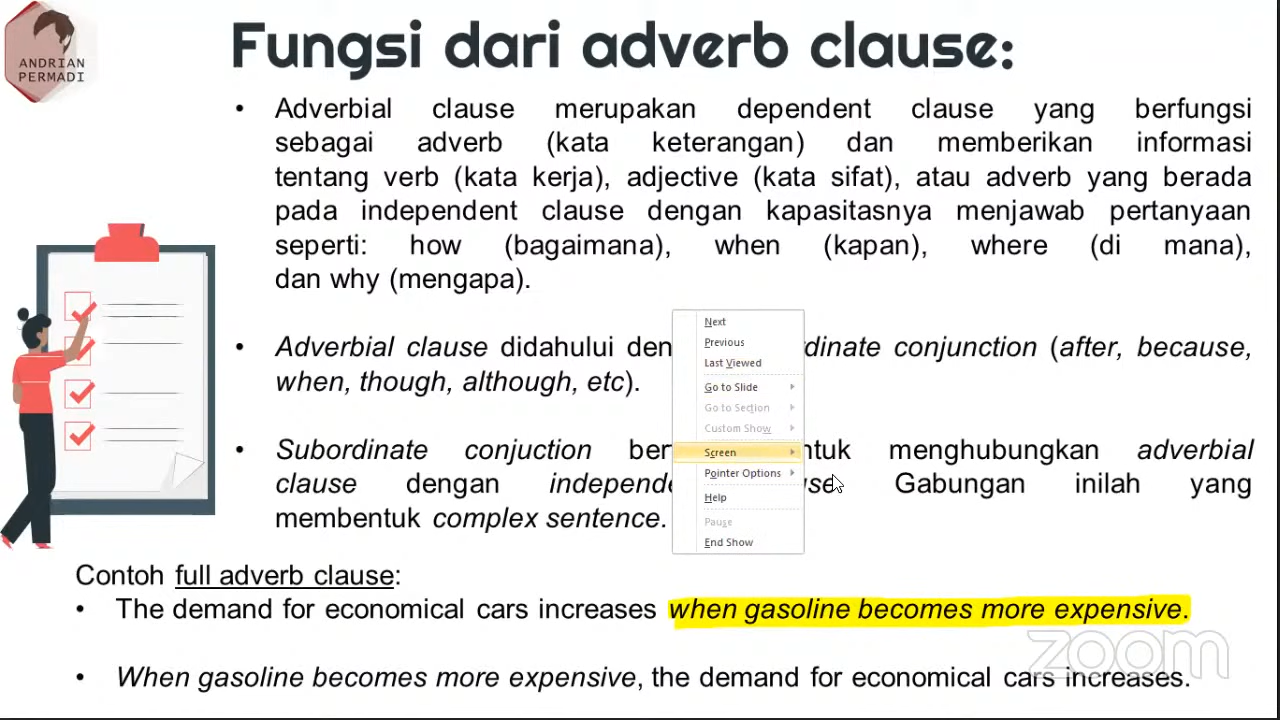 ANDRIAN
PERMADI
Fungsi dari adverb clause:
• Adverbial clause merupakan dependent clause yang berfungsi
sebagai adverb (kata keterangan) dan memberikan informasi
tentang verb (kata kerja), adjective (kata sifat), atau adverb yang berada
pada independent clause dengan kapasitasnya menjawab pertanyaan
seperti: how (bagaimana), when (kapan), where (di mana),
dan why (mengapa).
• Adverbial clause didahului den dinate conjunction (after, because,
when, though, although, etc).
• Subordinate conjuction ber ntuk menghubungkan adverbial
clause dengan independe use. Gabungan inilah yang
membentuk complex sentence.
Next
Previous
Last Viewed
Go to Slide
Go to Section
Custom Show
Screen
Pointer Options
Help
Pause
End Show
Contoh full adverb clause:
• The demand for economical cars increases when gasoline becomes more expensive.
• When gasoline becomes more expensive, the demand for economical cars increases.
zoom